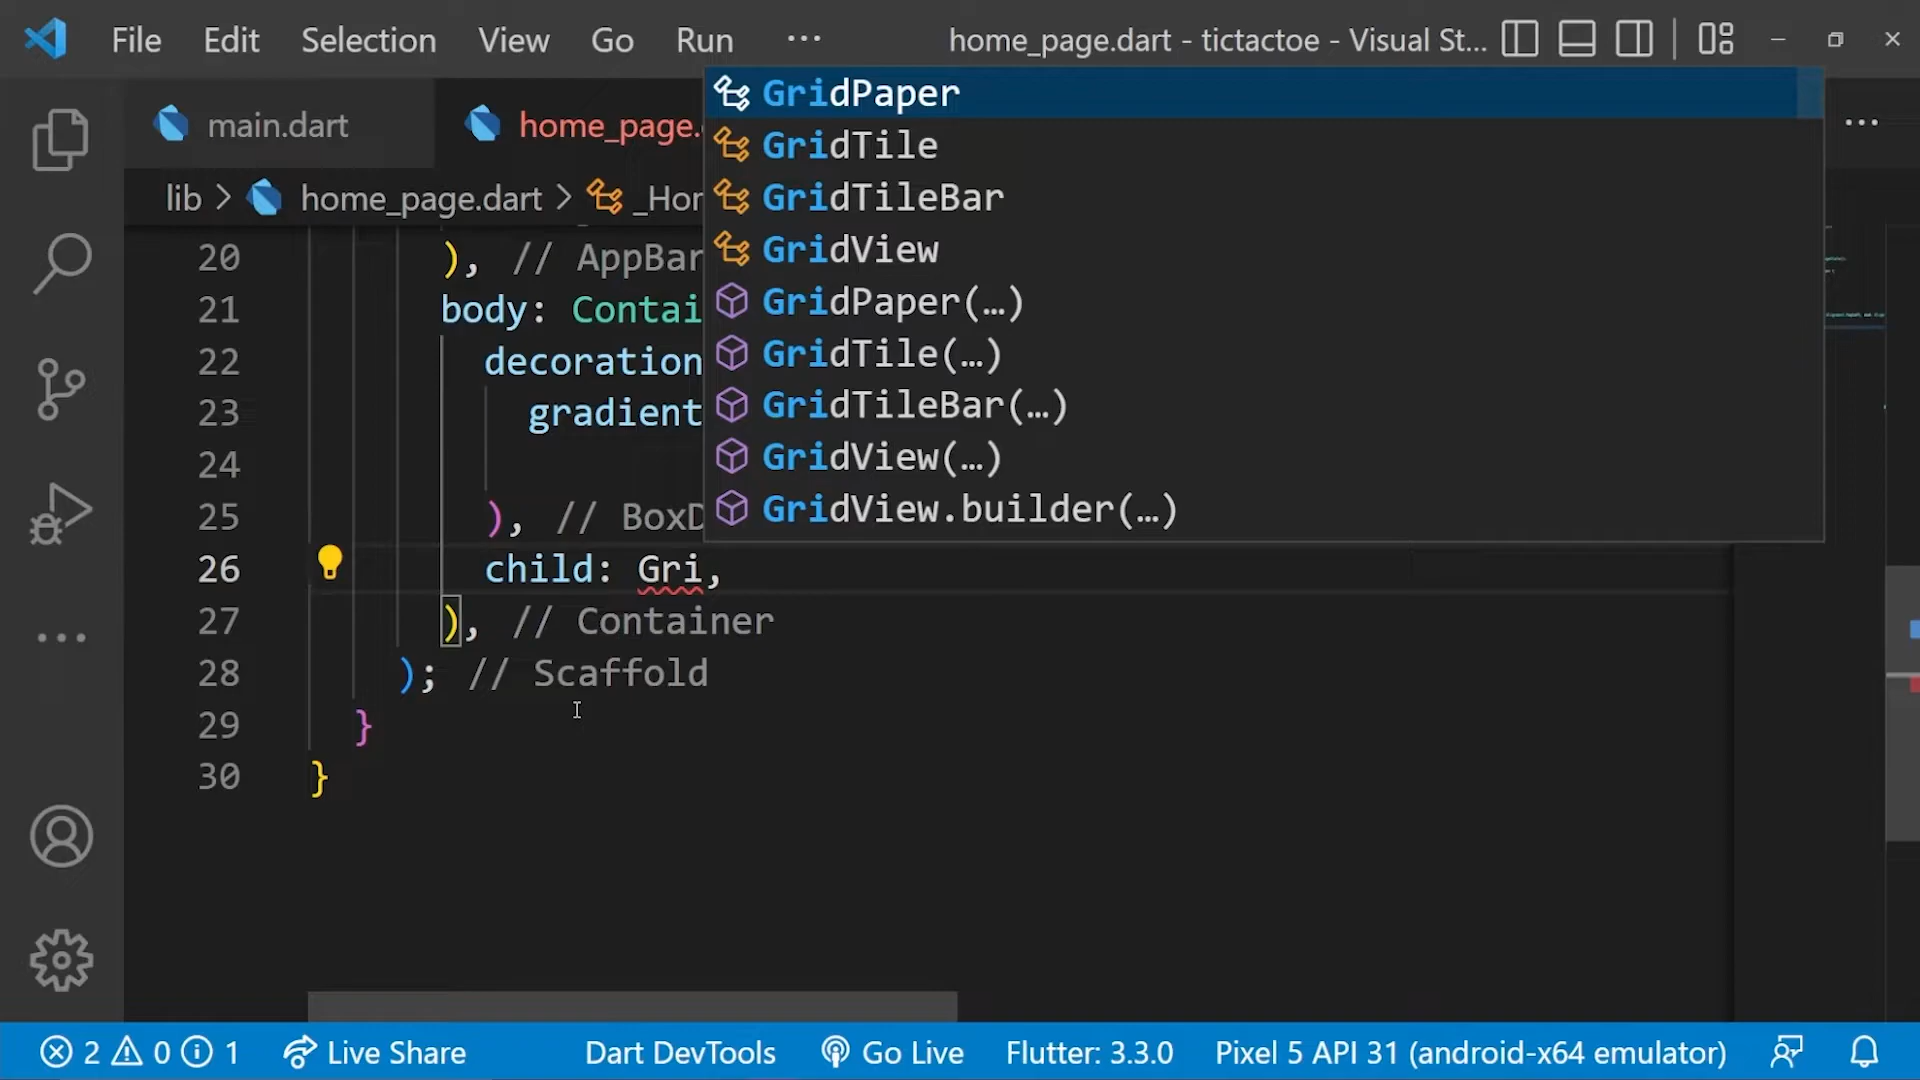 File Edit Selection View Go Run ··· home_page.dart - tictactoe - Visual St...
main.dart home_page.
lib > home_page.dart > _Hor
GridPaper
GridTile
GridTileBar
GridView
GridPaper(…)
GridTile(…)
GridTileBar(…)
GridView(…)
GridView.builder(…)
20 ), // AppBar
21 body: Contai
22 decoration
23 gradient
24
25 ), // BoxD
26 child: Gri,
27 ), // Container
28 ); // Scaffold
29 }
30 }
2 0 1 Live Share Dart DevTools Go Live Flutter: 3.3.0 Pixel 5 API 31 (android-x64 emulator)